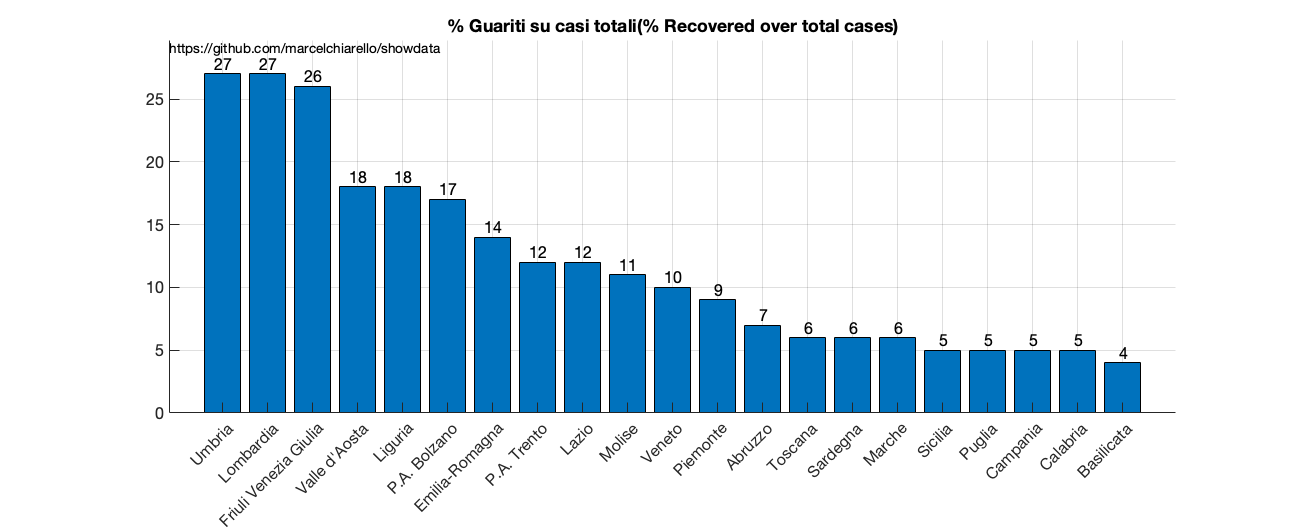 % Guariti su casi totali(% Recovered over total cases)
https://github.com/marcelchiarello/showdata
27 27 26 18 18 17 14 12 12 11 10 9 7 6 6 6 5 5 5 5 4
25
20
15
10
5
0
Umbria
Lombardia
Friuli Venezia Giulia
Valle d'Aosta
Liguria
P.A. Bolzano
Emilia-Romagna
P.A. Trento
Lazio
Molise
Veneto
Piemonte
Abruzzo
Toscana
Sardegna
Marche
Sicilia
Puglia
Campania
Calabria
Basilicata